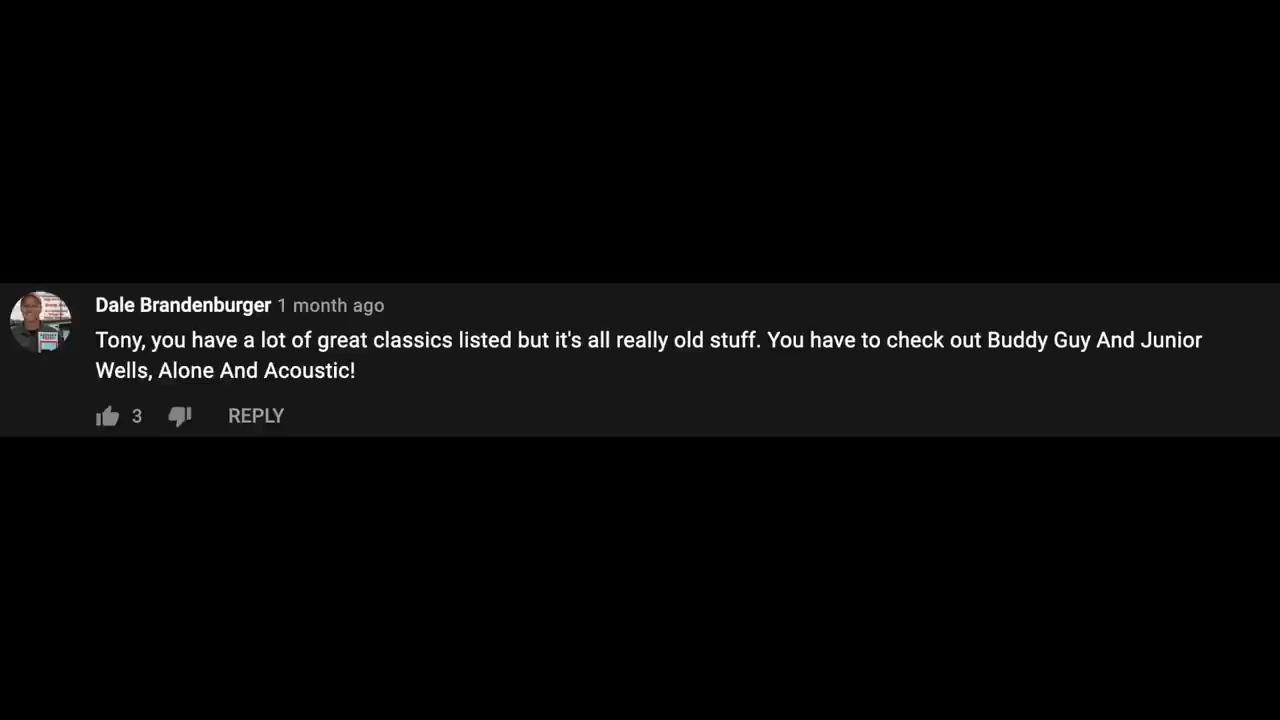 Dale Brandenburger 1 month ago
Tony, you have a lot of great classics listed but it's all really old stuff. You have to check out Buddy Guy And Junior
Wells, Alone And Acoustic!
3 REPLY